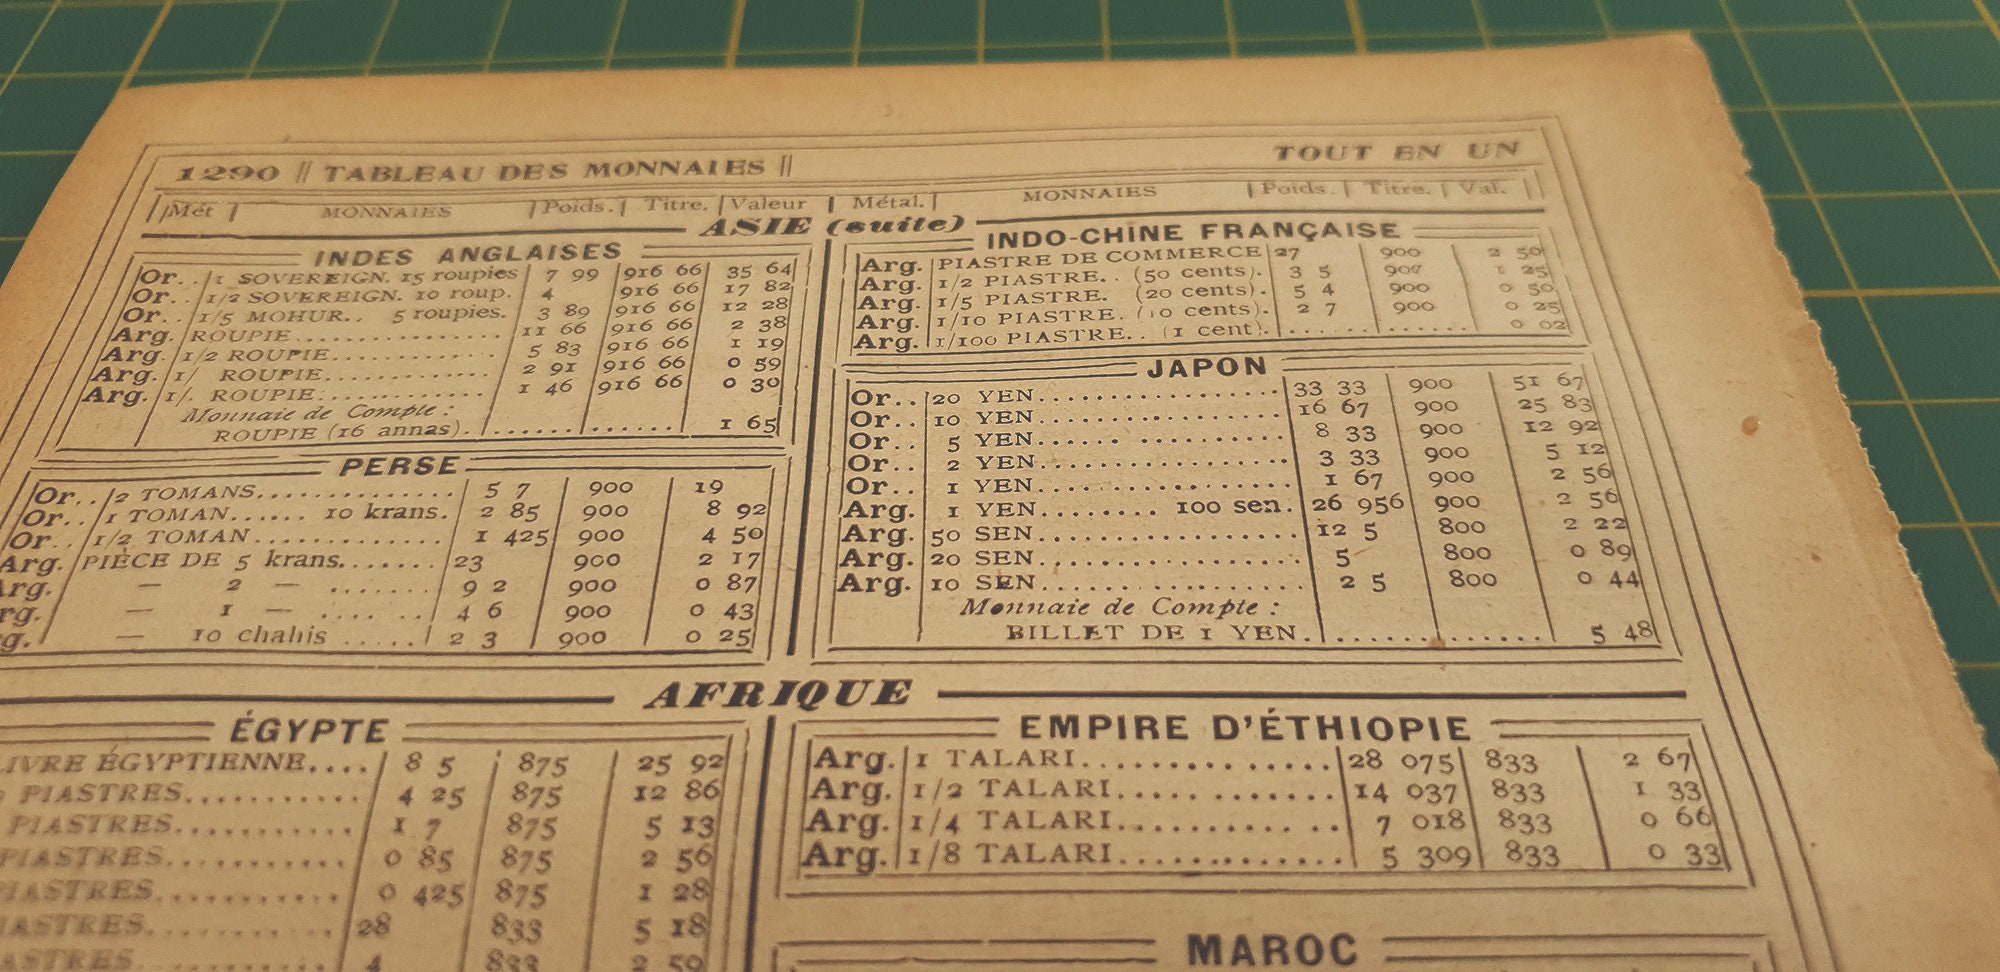 1290 || TABLEAU DES MONNAIES ||
TOUT EN UN
Mét | MONNAIES | Poids. | Titre. | Valeur | Métal. | MONNAIES | Poids. | Titre. | Val.
ASIE (suite)
INDES ANGLAISES
Or.. 1 SOVEREIGN. 15 roupies 7 99 916 66 35 64
Or.. 1/2 SOVEREIGN. 10 roup. 4 916 66 17 82
Or.. 1/5 MOHUR.. 5 roupies. 3 89 916 66 12 28
Arg. ROUPIE................ 11 66 916 66 2 38
Arg. 1/2 ROUPIE............ 5 83 916 66 1 19
Arg. 1/ ROUPIE............ 2 91 916 66 0 59
Arg. 1/. ROUPIE............ 1 46 916 66 0 30
Monnaie de Compte :
ROUPIE (16 annas). ............ 1 65
PERSE
Or.. 2 TOMANS.............. 5 7 900 19
Or.. 1 TOMAN...... 10 krans. 2 85 900 8 92
Or.. 1/2 TOMAN............. 1 425 900 4 50
Arg. PIÈCE DE 5 krans....... 23 900 2 17
Arg. — 2 — ....... 9 2 900 0 87
rg. — 1 — ....... 4 6 900 0 43
g. — 10 chahis ..... 2 3 900 0 25
INDO-CHINE FRANÇAISE
Arg. PIASTRE DE COMMERCE 27 900 2 50
Arg. 1/2 PIASTRE.. (50 cents). 3 5 900 1 25
Arg. 1/5 PIASTRE. (20 cents). 5 4 900 0 50
Arg. 1/10 PIASTRE. (10 cents). 2 7 900 0 25
Arg. 1/100 PIASTRE.. (1 cent). ............ 0 02
JAPON
Or.. 20 YEN................ 33 33 900 51 67
Or.. 10 YEN................ 16 67 900 25 83
Or.. 5 YEN...... .......... 8 33 900 12 92
Or.. 2 YEN................. 3 33 900 5 12
Or.. 1 YEN................. 1 67 900 2 56
Arg. 1 YEN........ 100 sen. 26 956 900 2 56
Arg. 50 SEN................ 12 5 800 2 22
Arg. 20 SEN................ 5 800 0 89
Arg. 10 SEN................ 2 5 800 0 44
Monnaie de Compte :
BILLET DE 1 YEN. ............ 5 48
AFRIQUE
ÉGYPTE
IVRE ÉGYPTIENNE.... 8 5 875 25 92
PIASTRES........... 4 25 875 12 86
PIASTRES........... 1 7 875 5 13
PIASTRES........... 0 85 875 2 56
PIASTRES........... 0 425 875 1 28
IASTRES............ 28 833 5 18
ASTRES............. 4 833 2 59
EMPIRE D'ÉTHIOPIE
Arg. 1 TALARI.............. 28 075 833 2 67
Arg. 1/2 TALARI............ 14 037 833 1 33
Arg. 1/4 TALARI............ 7 018 833 0 66
Arg. 1/8 TALARI............ 5 309 833 0 33
MAROC